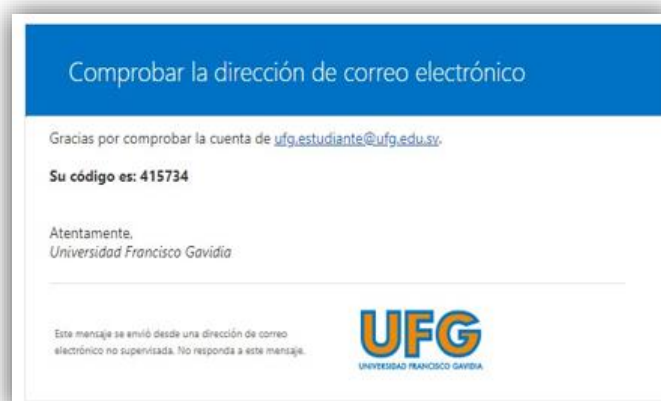 Comprobar la dirección de correo electrónico
Gracias por comprobar la cuenta de ufg.estudiante@ufg.edu.sv.
Su código es: 415734
Atentamente,
Universidad Francisco Gavidia
Este mensaje se envió desde una dirección de correo
electrónico no supervisada. No responda a este mensaje.
UFG
UNIVERSIDAD FRANCISCO GAVIDIA